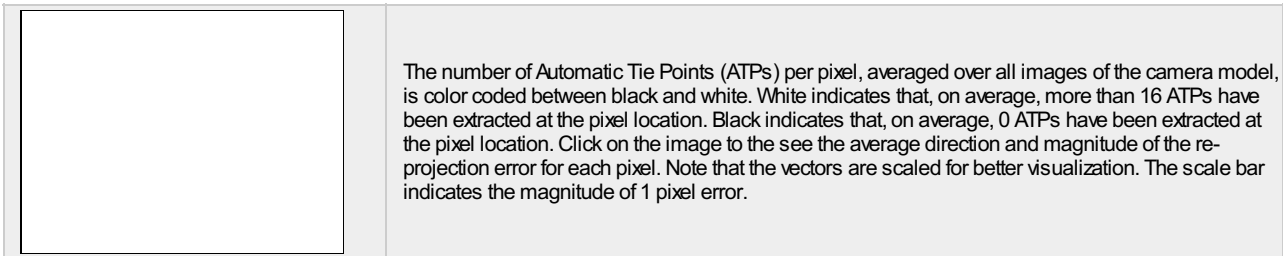 The number of Automatic Tie Points (ATPs) per pixel, averaged over all images of the camera model,
is color coded between black and white. White indicates that, on average, more than 16 ATPs have
been extracted at the pixel location. Black indicates that, on average, 0 ATPs have been extracted at
the pixel location. Click on the image to the see the average direction and magnitude of the re-
projection error for each pixel. Note that the vectors are scaled for better visualization. The scale bar
indicates the magnitude of 1 pixel error.